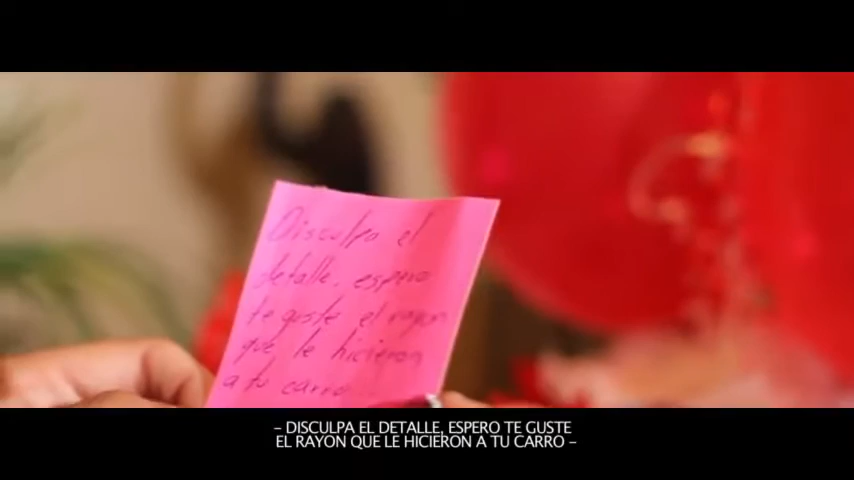 Disculpa el
detalle, espero
te guste el rayon
que le hicieron
a tu carro...
– DISCULPA EL DETALLE, ESPERO TE GUSTE
EL RAYON QUE LE HICIERON A TU CARRO –